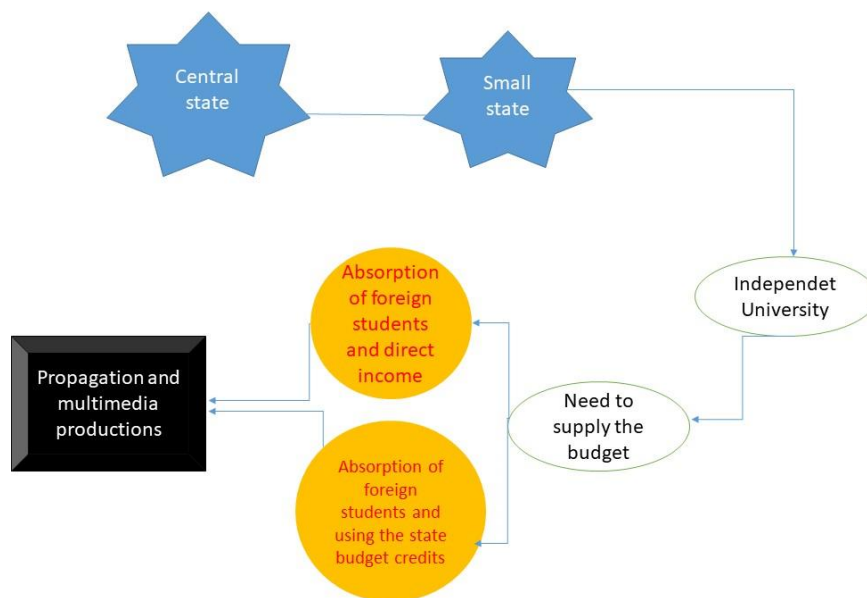 Central
state
Small
state
Independet
University
Absorption
of foreign
students
and direct
income
Propagation and
multimedia
productions
Need to
supply the
budget
Absorption of
foreign
students and
using the state
budget credits